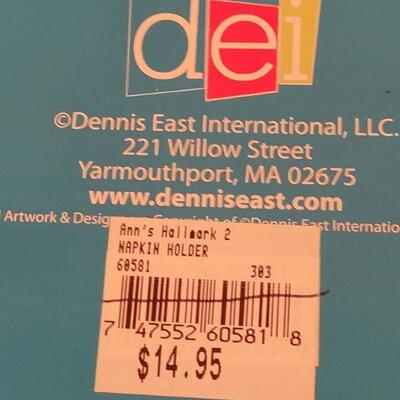 dei
©Dennis East International, LLC.
221 Willow Street
Yarmouthport, MA 02675
www.denniseast.com
Artwork & Design Copyright of ©Dennis East Internatio
Ann's Hallmark 2
NAPKIN HOLDER
60581 303
7 47552 60581 8
$14.95